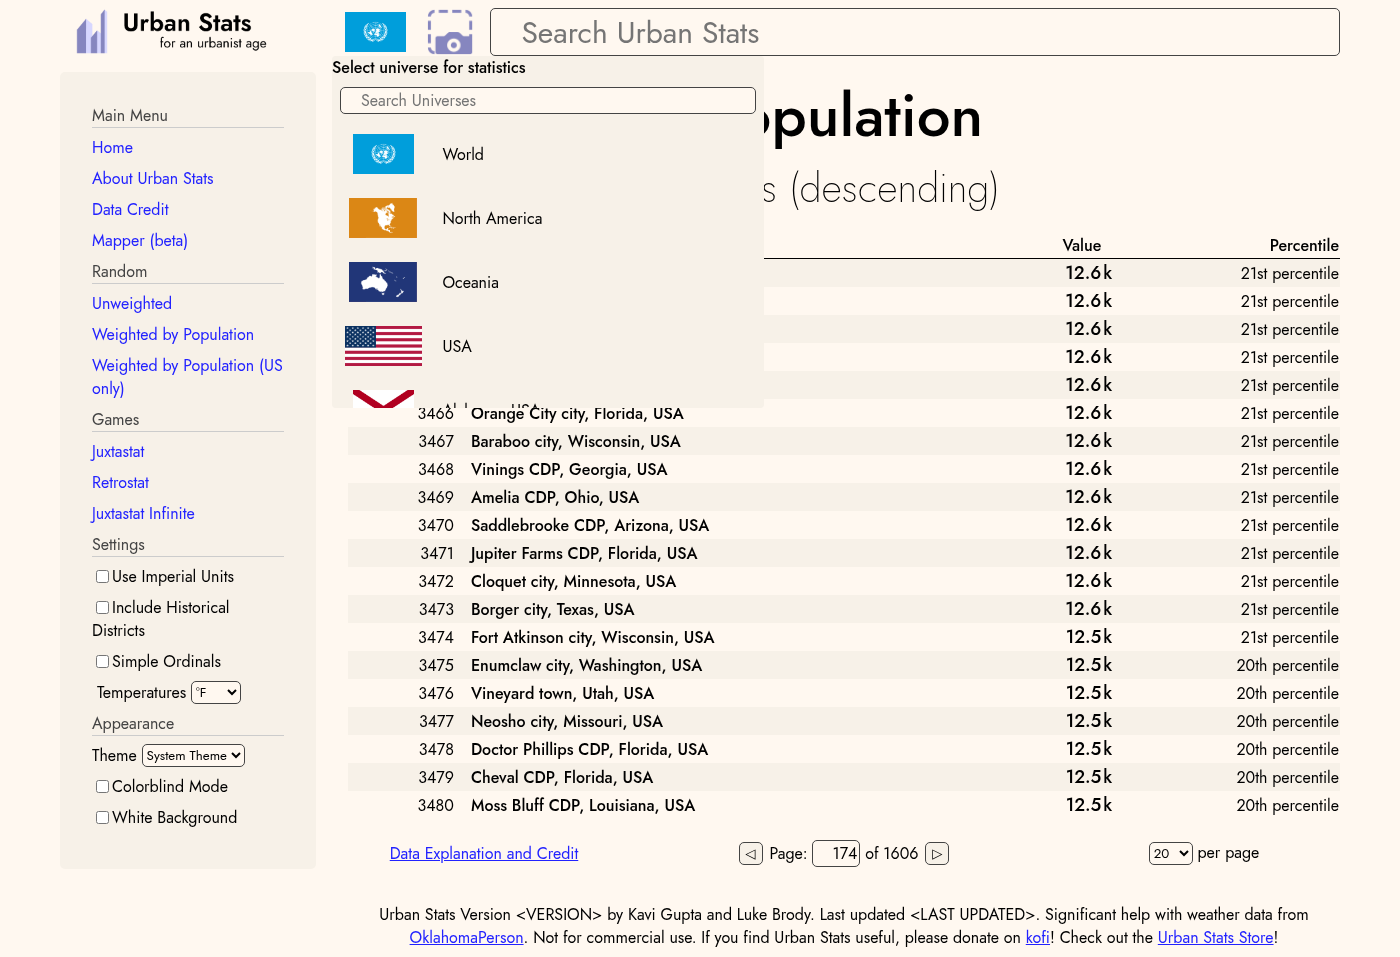 Urban Stats
for an urbanist age
Search Urban Stats
Select universe for statistics
Search Universes
World
North America
Oceania
USA
Main Menu
Home
About Urban Stats
Data Credit
Mapper (beta)
Random
Unweighted
Weighted by Population
Weighted by Population (US
only)
Games
Juxtastat
Retrostat
Juxtastat Infinite
Settings
Use Imperial Units
Include Historical
Districts
Simple Ordinals
Temperatures °F
Appearance
Theme System Theme
Colorblind Mode
White Background
opulation
s (descending)
Value Percentile
12.6k 21st percentile
12.6k 21st percentile
12.6k 21st percentile
12.6k 21st percentile
12.6k 21st percentile
3466 Orange City city, Florida, USA 12.6k 21st percentile
3467 Baraboo city, Wisconsin, USA 12.6k 21st percentile
3468 Vinings CDP, Georgia, USA 12.6k 21st percentile
3469 Amelia CDP, Ohio, USA 12.6k 21st percentile
3470 Saddlebrooke CDP, Arizona, USA 12.6k 21st percentile
3471 Jupiter Farms CDP, Florida, USA 12.6k 21st percentile
3472 Cloquet city, Minnesota, USA 12.6k 21st percentile
3473 Borger city, Texas, USA 12.6k 21st percentile
3474 Fort Atkinson city, Wisconsin, USA 12.5k 21st percentile
3475 Enumclaw city, Washington, USA 12.5k 20th percentile
3476 Vineyard town, Utah, USA 12.5k 20th percentile
3477 Neosho city, Missouri, USA 12.5k 20th percentile
3478 Doctor Phillips CDP, Florida, USA 12.5k 20th percentile
3479 Cheval CDP, Florida, USA 12.5k 20th percentile
3480 Moss Bluff CDP, Louisiana, USA 12.5k 20th percentile
Data Explanation and Credit Page: 174 of 1606 20 per page
Urban Stats Version <VERSION> by Kavi Gupta and Luke Brody. Last updated <LAST UPDATED>. Significant help with weather data from
OklahomaPerson. Not for commercial use. If you find Urban Stats useful, please donate on kofi! Check out the Urban Stats Store!